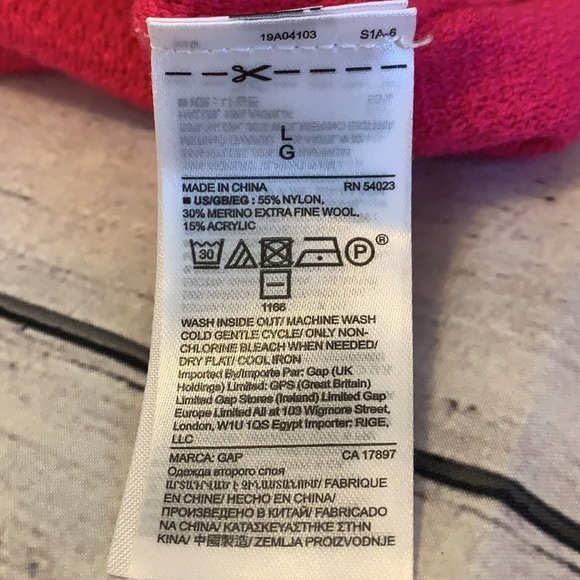 19A04103 S1A-6
L
G
MADE IN CHINA RN 54023
■ US/GB/EG : 55% NYLON,
30% MERINO EXTRA FINE WOOL,
15% ACRYLIC
30 P ®
1166
WASH INSIDE OUT/ MACHINE WASH
COLD GENTLE CYCLE/ ONLY NON-
CHLORINE BLEACH WHEN NEEDED/
DRY FLAT/ COOL IRON
Imported By/Importe Par: Gap (UK
Holdings) Limited: GPS (Great Britain)
Limited Gap Stores (Ireland) Limited Gap
Europe Limited All at 103 Wigmore Street,
London, W1U 1QS Egypt Importer: RIGE,
LLC
MARCA: GAP CA 17897
Одежда второго слоя
ԱՐՏԱԴՐՎԱԾ Է ՉԻՆԱՍՏԱՆՈՒՄ/ FABRIQUE
EN CHINE/ HECHO EN CHINA/
ПРОИЗВЕДЕНО В КИТАЙ/ FABRICADO
NA CHINA/ ΚΑΤΑΣΚΕΥΑΣΤΗΚΕ ΣΤΗΝ
ΚΙΝΑ/ 中國製造/ ZEMLJA PROIZVODNJE